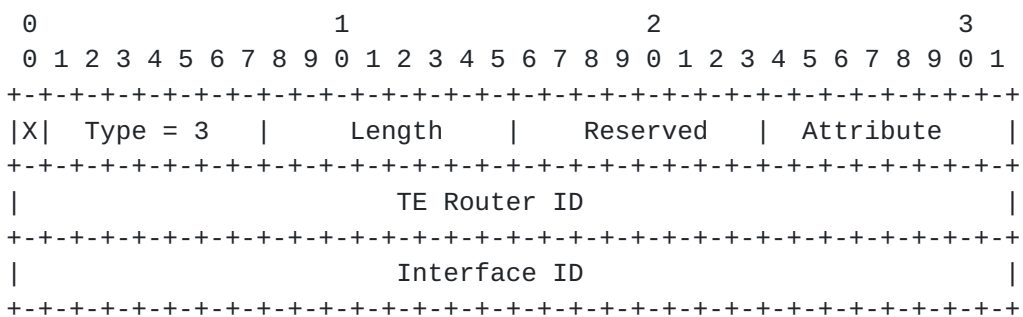 0                   1                   2                   3
 0 1 2 3 4 5 6 7 8 9 0 1 2 3 4 5 6 7 8 9 0 1 2 3 4 5 6 7 8 9 0 1
+-+-+-+-+-+-+-+-+-+-+-+-+-+-+-+-+-+-+-+-+-+-+-+-+-+-+-+-+-+-+-+-+
|X|  Type = 3   |     Length    |    Reserved   |  Attribute    |
+-+-+-+-+-+-+-+-+-+-+-+-+-+-+-+-+-+-+-+-+-+-+-+-+-+-+-+-+-+-+-+-+
|                        TE Router ID                           |
+-+-+-+-+-+-+-+-+-+-+-+-+-+-+-+-+-+-+-+-+-+-+-+-+-+-+-+-+-+-+-+-+
|                        Interface ID                           |
+-+-+-+-+-+-+-+-+-+-+-+-+-+-+-+-+-+-+-+-+-+-+-+-+-+-+-+-+-+-+-+-+